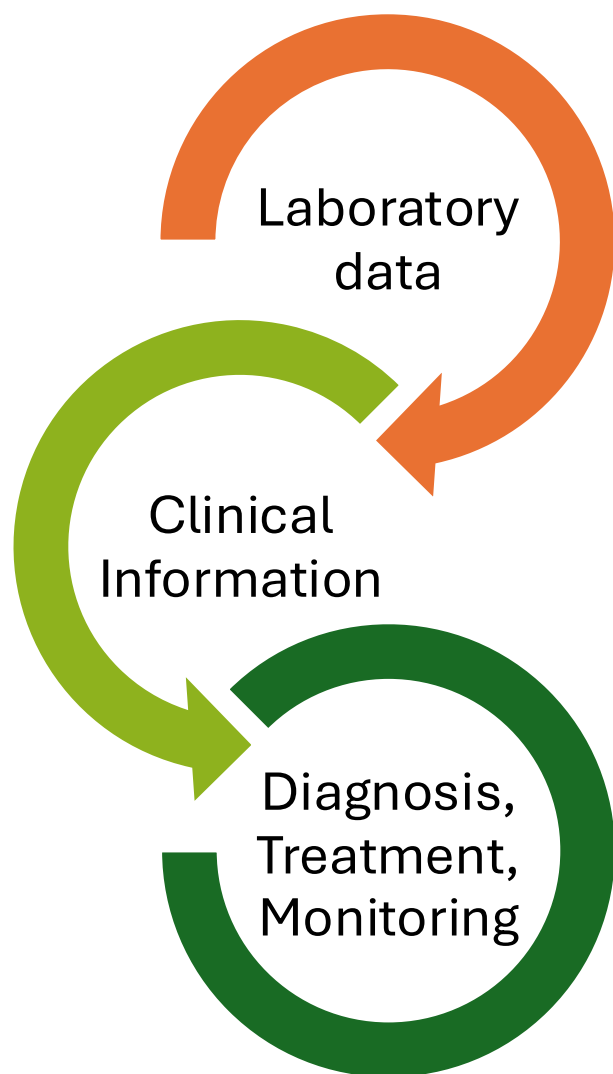 Laboratory
data
Clinical
Information
Diagnosis,
Treatment,
Monitoring